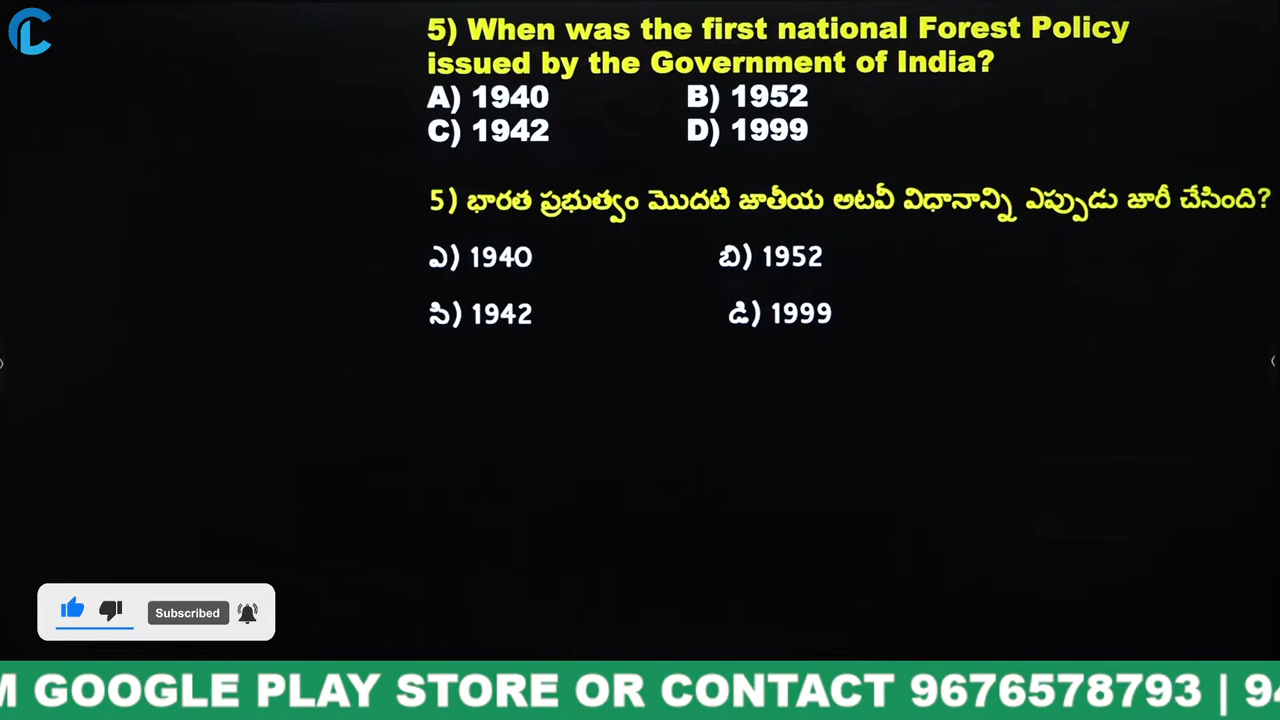 5) When was the first national Forest Policy
issued by the Government of India?
A) 1940 B) 1952
C) 1942 D) 1999
5) భారత ప్రభుత్వం మొదటి జాతీయ అటవీ విధానాన్ని ఎప్పుడు జారీ చేసింది?
ఎ) 1940 బి) 1952
సి) 1942 డి) 1999
Subscribed
M GOOGLE PLAY STORE OR CONTACT 9676578793 | 94